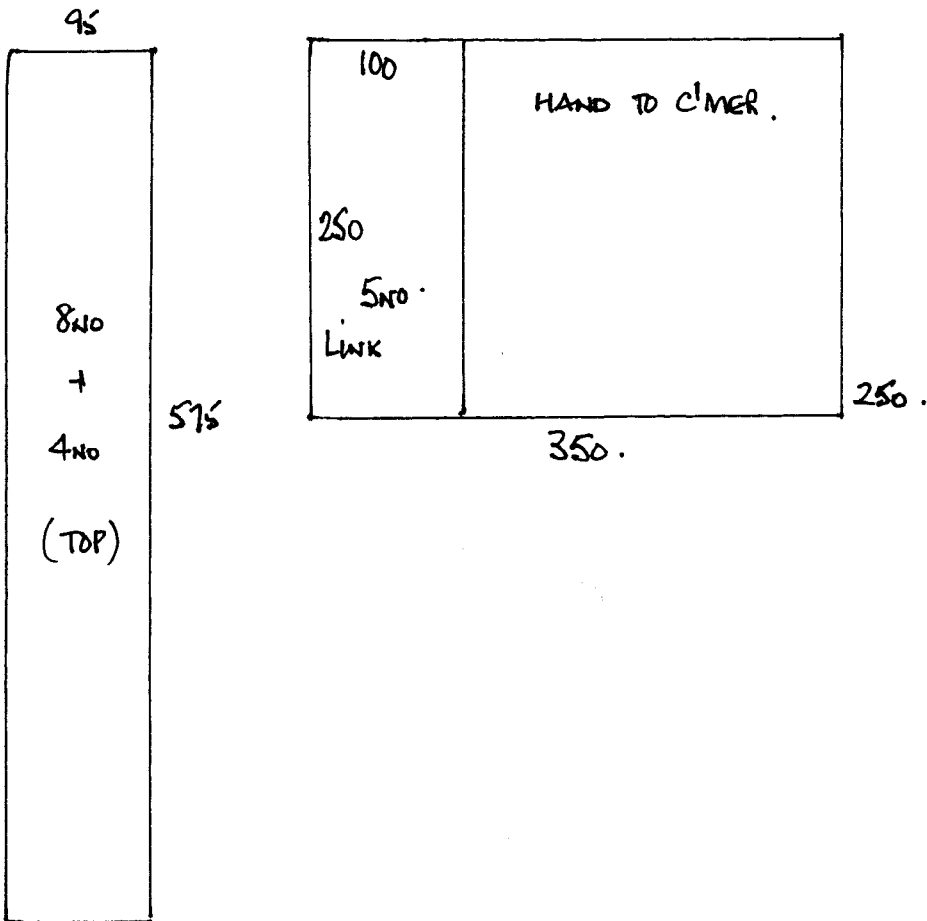 95
8NO
+
4NO
(TOP)
575
100
HAND TO C'MER.
250
5NO.
LINK
250.
350.